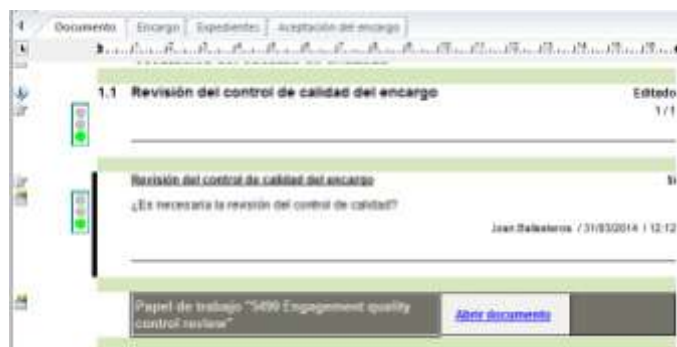 Documento Encargo Expedientes Aceptación del encargo
1.1 Revisión del control de calidad del encargo Editado
1 / 1
Revisión del control de calidad del encargo Sí
¿Es necesaria la revisión del control de calidad?
Joan Ballesteros / 31/03/2014 / 12:12
Papel de trabajo "5490 Engagement quality
control review" Abrir documento